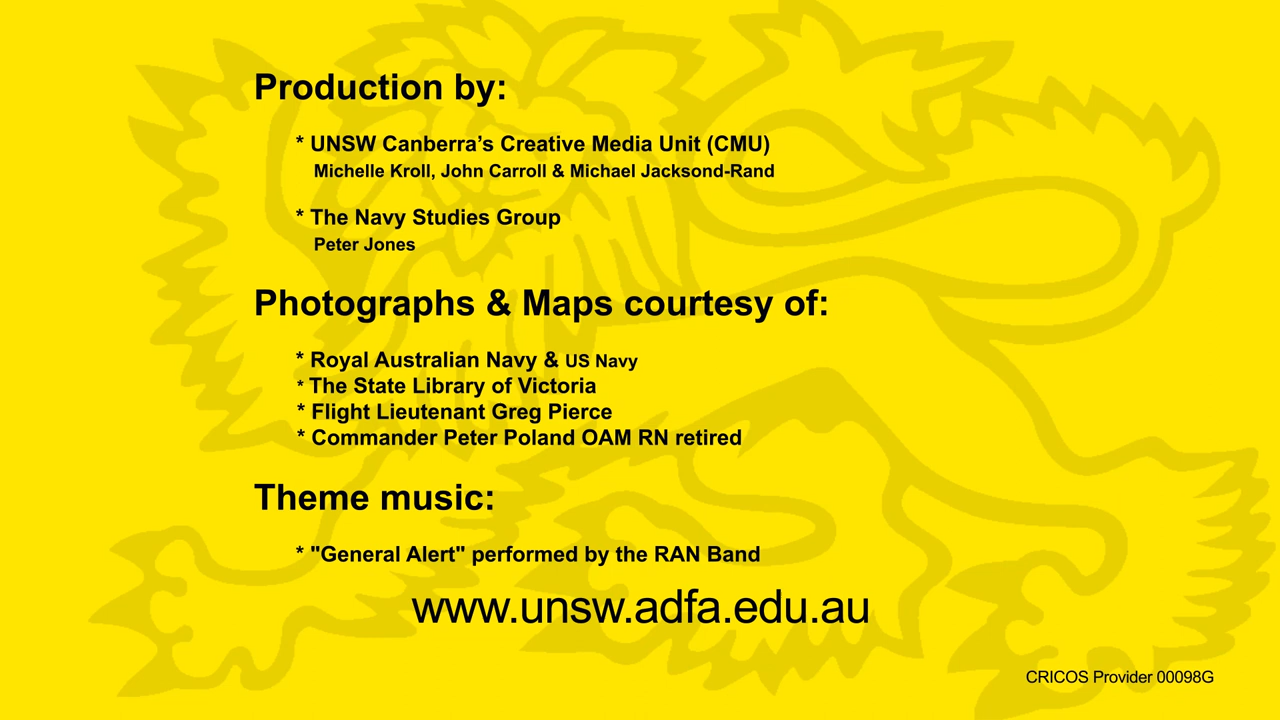 Production by:
* UNSW Canberra’s Creative Media Unit (CMU)
Michelle Kroll, John Carroll & Michael Jacksond-Rand
* The Navy Studies Group
Peter Jones
Photographs & Maps courtesy of:
* Royal Australian Navy & US Navy
* The State Library of Victoria
* Flight Lieutenant Greg Pierce
* Commander Peter Poland OAM RN retired
Theme music:
* "General Alert" performed by the RAN Band
www.unsw.adfa.edu.au
CRICOS Provider 00098G